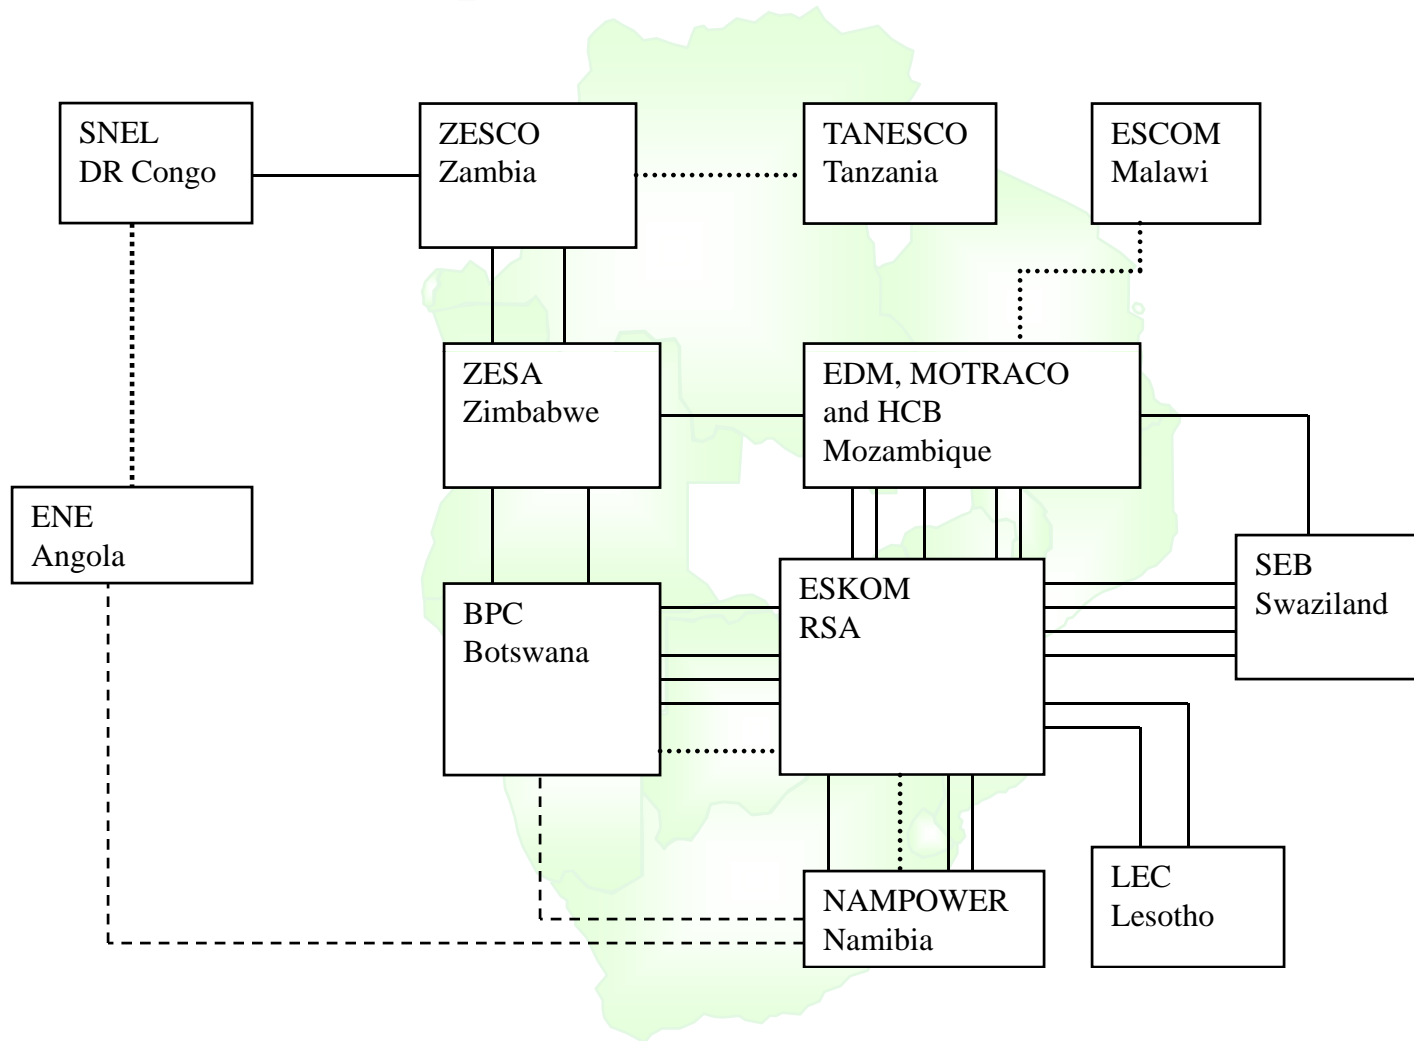 SNEL
DR Congo
ZESCO
Zambia
TANESCO
Tanzania
ESCOM
Malawi
ZESA
Zimbabwe
EDM, MOTRACO
and HCB
Mozambique
ENE
Angola
BPC
Botswana
ESKOM
RSA
SEB
Swaziland
NAMPOWER
Namibia
LEC
Lesotho